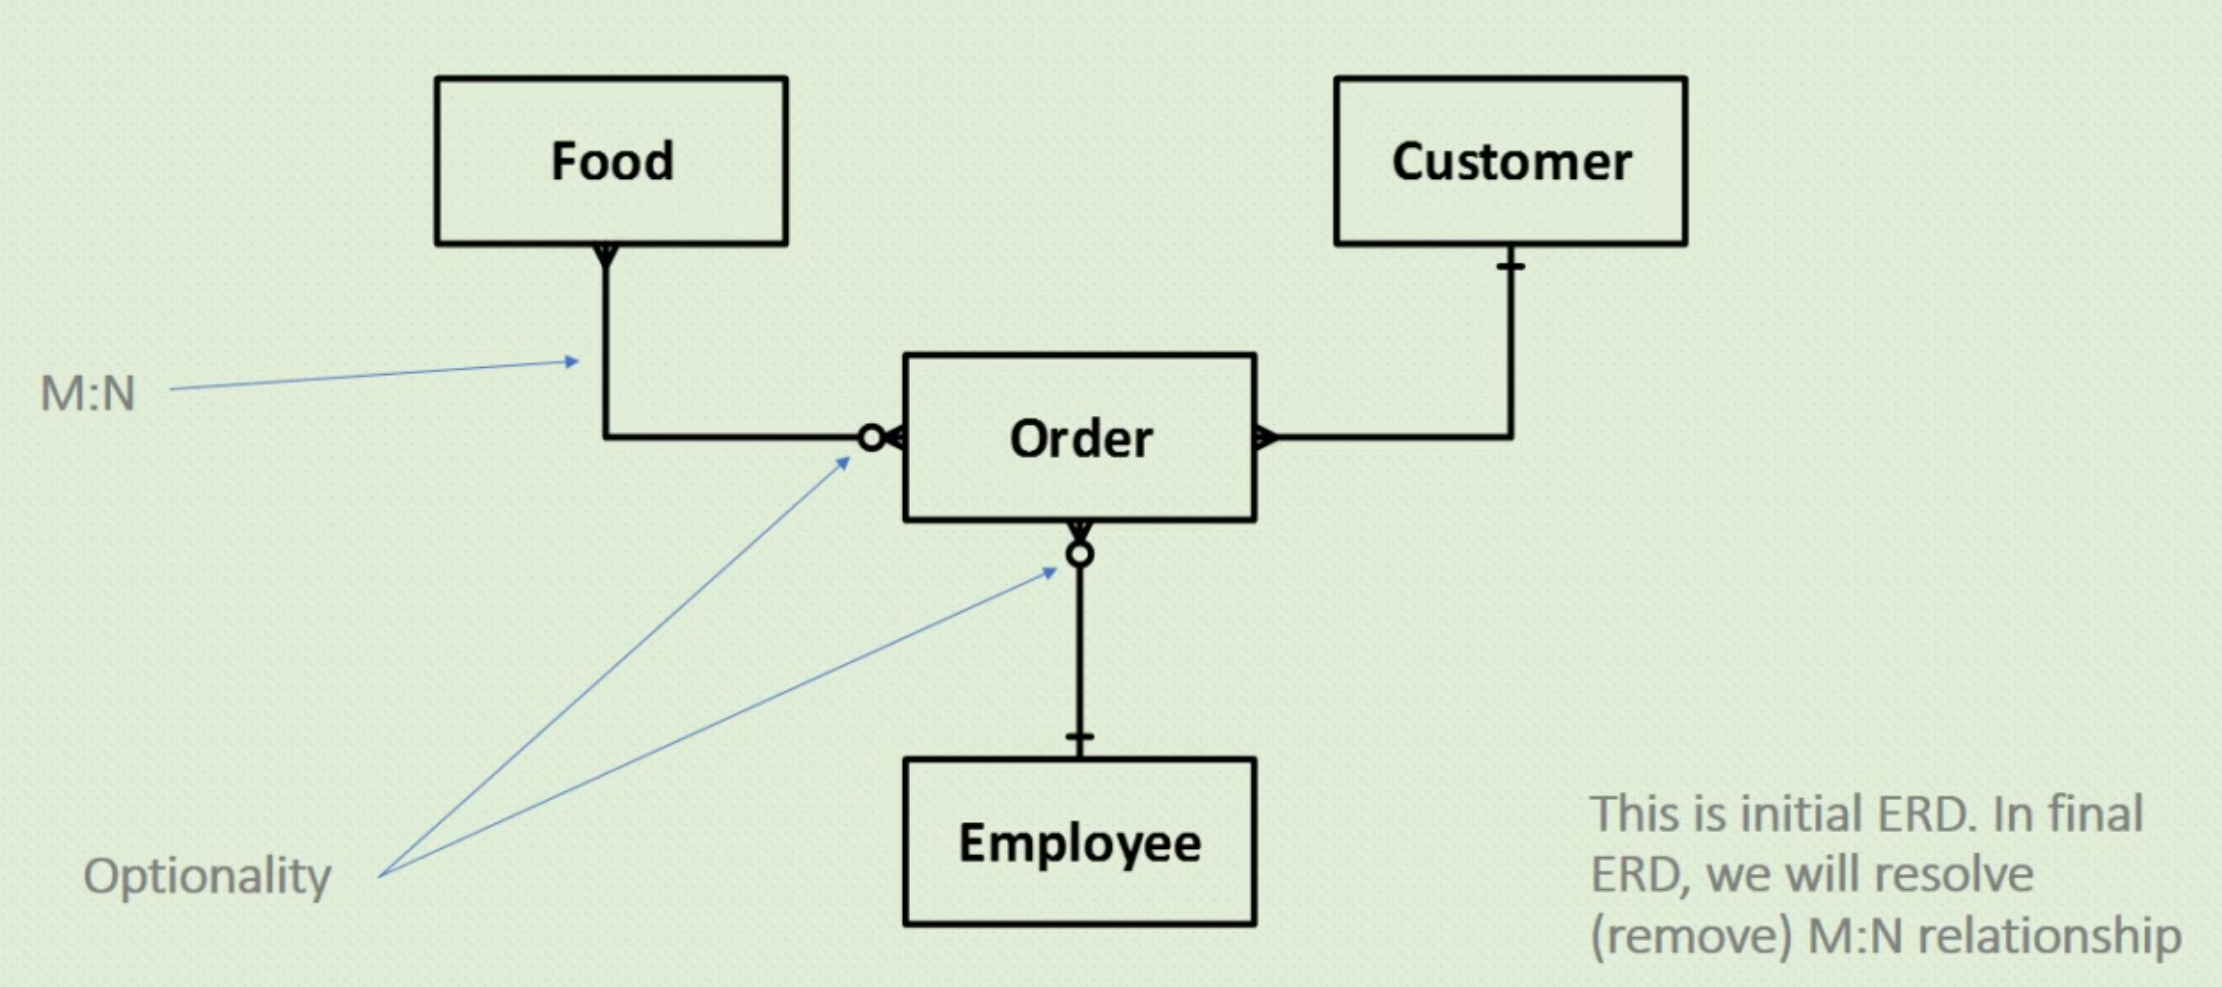 Food
Customer
M:N
Order
Optionality
Employee
This is initial ERD. In final
ERD, we will resolve
(remove) M:N relationship